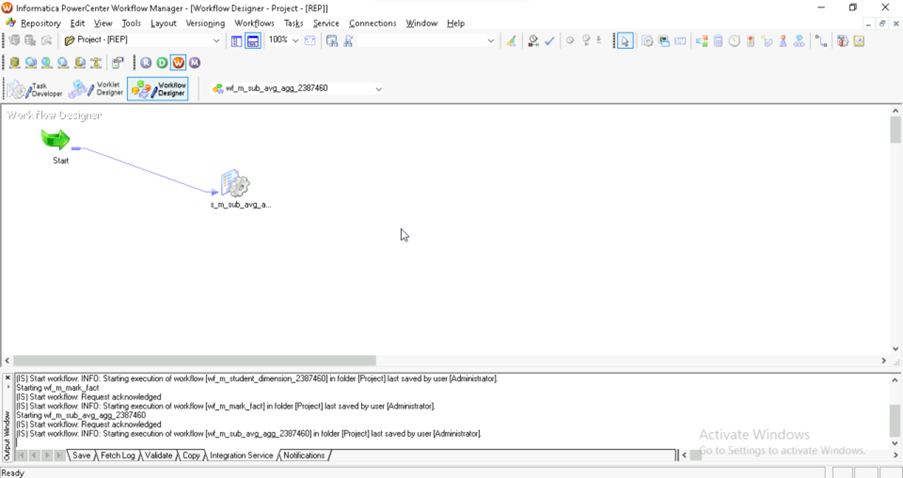 Informatica PowerCenter Workflow Manager - [Workflow Designer - Project - [REP]]
Repository Edit View Tools Layout Versioning Workflows Tasks Service Connections Window Help
Project - [REP] 100%
R D W M
Task Developer
Worklet Designer
Workflow Designer
wf_m_sub_avg_agg_2387460
Workflow Designer
Start
s_m_sub_avg_a...
(IS) Start workflow: INFO: Starting execution of workflow [wf_m_student_dimension_2387460] in folder [Project] last saved by user [Administrator].
Starting wf_m_mark_fact
(IS) Start workflow: Request acknowledged
(IS) Start workflow: INFO: Starting execution of workflow [wf_m_mark_fact] in folder [Project] last saved by user [Administrator].
Starting wf_m_sub_avg_agg_2387460
(IS) Start workflow: Request acknowledged
(IS) Start workflow: INFO: Starting execution of workflow [wf_m_sub_avg_agg_2387460] in folder [Project] last saved by user [Administrator].
Output Window
Save Fetch Log Validate Copy Integration Service Notifications
Activate Windows
Go to Settings to activate Windows.
Ready